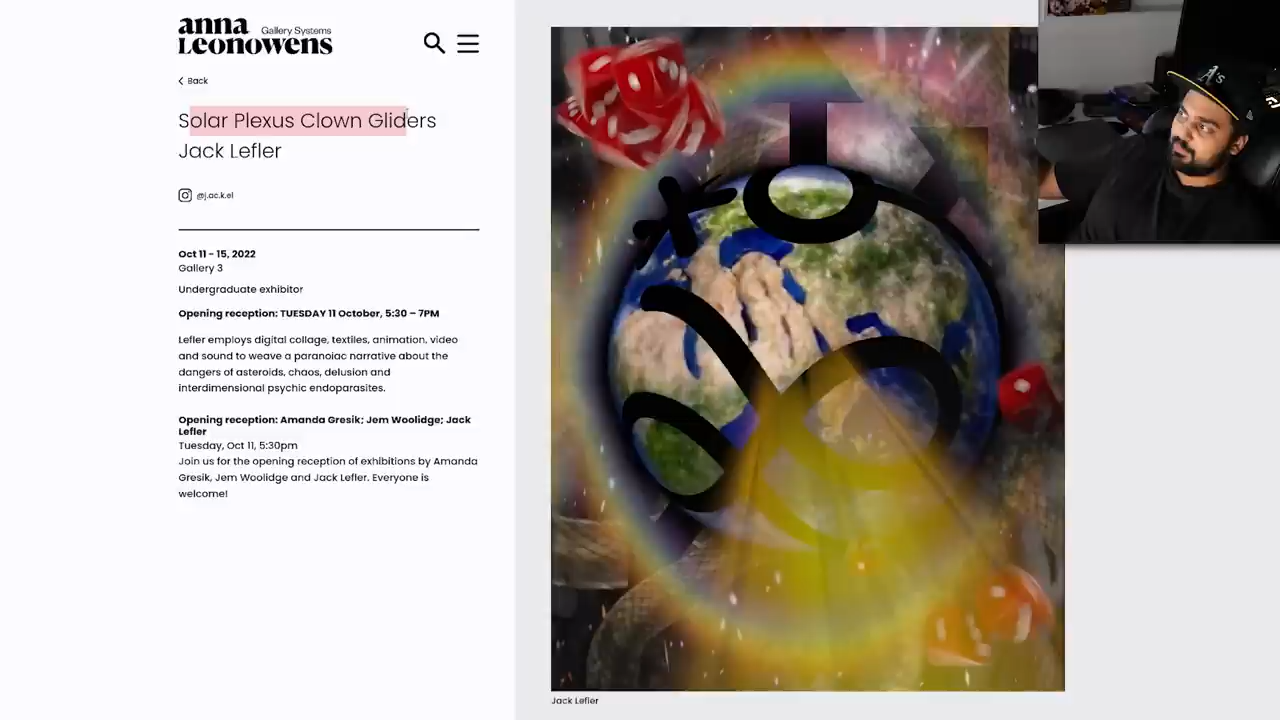 anna
Leonowens
Gallery Systems
Back
Solar Plexus Clown Gliders
Jack Lefler
@j.ac.k.el
Oct 11 - 15, 2022
Gallery 3
Undergraduate exhibitor
Opening reception: TUESDAY 11 October, 5:30 – 7PM
Lefler employs digital collage, textiles, animation, video
and sound to weave a paranoiac narrative about the
dangers of asteroids, chaos, delusion and
interdimensional psychic endoparasites.
Opening reception: Amanda Gresik; Jem Woolidge; Jack
Lefler
Tuesday, Oct 11, 5:30pm
Join us for the opening reception of exhibitions by Amanda
Gresik, Jem Woolidge and Jack Lefler. Everyone is
welcome!
Jack Lefler
A's